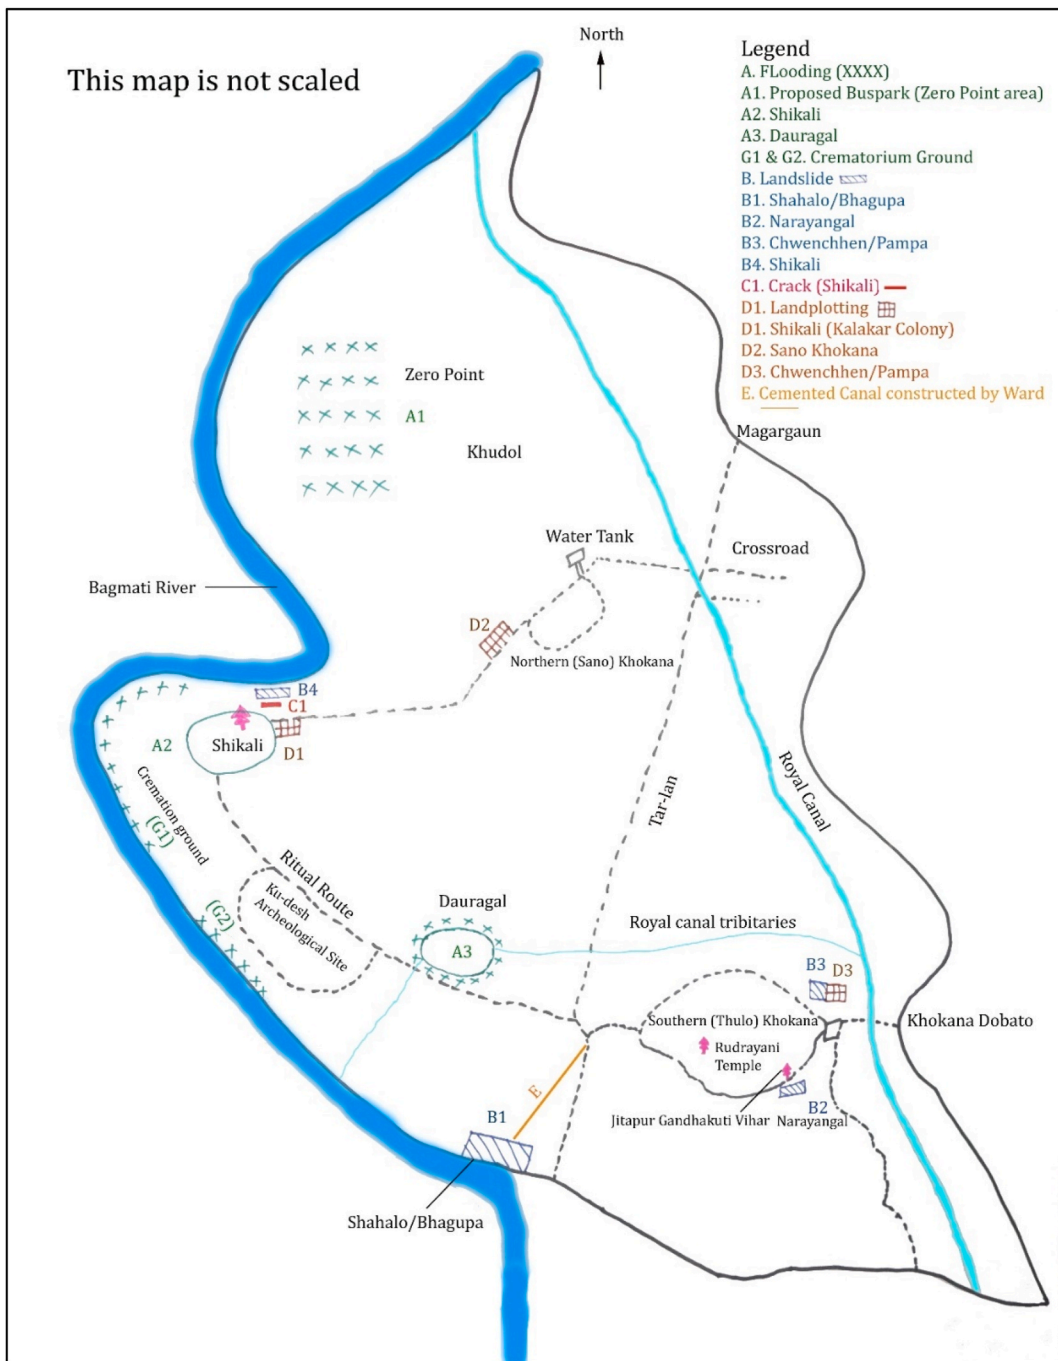 North
This map is not scaled
Legend
A. FLooding (XXXX)
A1. Proposed Buspark (Zero Point area)
A2. Shikali
A3. Dauragal
G1 & G2. Crematorium Ground
B. Landslide
B1. Shahalo/Bhagupa
B2. Narayangal
B3. Chwenchhen/Pampa
B4. Shikali
C1. Crack (Shikali)
D1. Landplotting
D1. Shikali (Kalakar Colony)
D2. Sano Khokana
D3. Chwenchhen/Pampa
E. Cemented Canal constructed by Ward
Zero Point
A1
Khudol
Magargaun
Water Tank
Crossroad
Bagmati River
D2
Northern (Sano) Khokana
B4
C1
A2
Shikali
D1
Cremation ground
(G1)
(G2)
Ritual Route
Ku-desh
Archeological Site
Tar-lan
Royal Canal
Dauragal
A3
Royal canal tribitaries
B3
D3
Southern (Thulo) Khokana
Khokana Dobato
Rudrayani
Temple
Jitapur Gandhakuti Vihar
B2
Narayangal
E
B1
Shahalo/Bhagupa